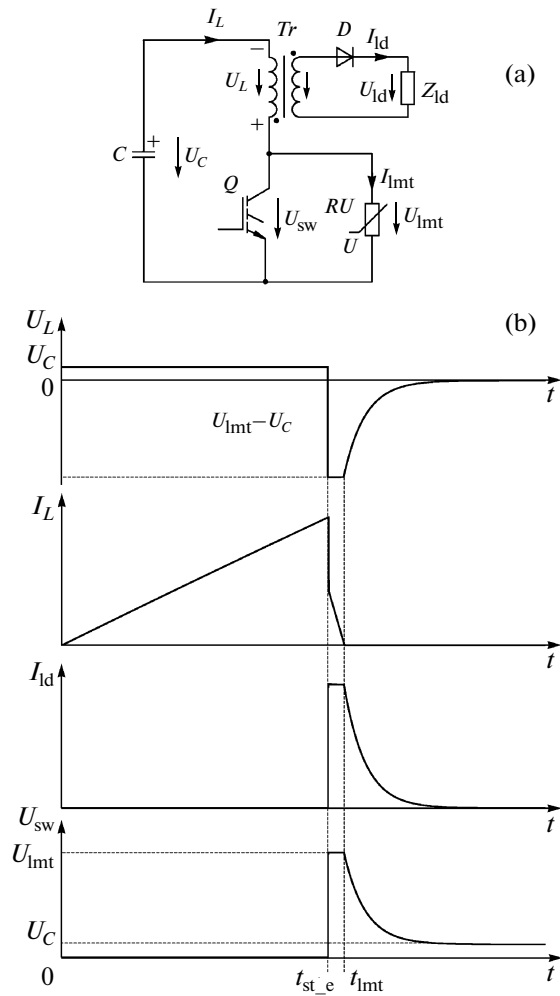 I_L
Tr
D
I_ld
(a)
−
U_L
U_ld
Z_ld
+
C
+
U_C
Q
I_lmt
U_sw
RU
U_lmt
U
(b)
U_L
U_C
0
t
U_lmt−U_C
I_L
t
I_ld
t
U_sw
U_lmt
U_C
0
t_st_e
t_lmt
t